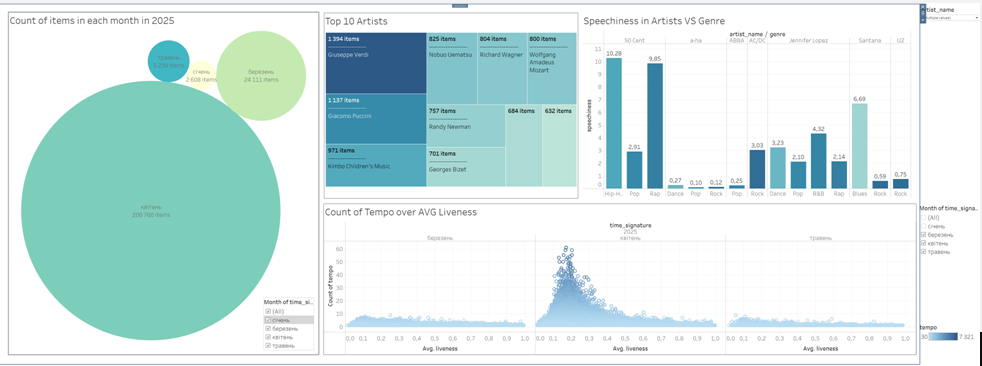 Count of items in each month in 2025
травень
5 239 items
січень
2 608 items
березень
24 111 items
квітень
200 760 items
Month of time_si..
(All)
січень
березень
квітень
травень
Top 10 Artists
1 394 items
Giuseppe Verdi
1 137 items
Giacomo Puccini
971 items
Kimbo Children's Music
825 items
Nobuo Uematsu
804 items
Richard Wagner
800 items
Wolfgang
Amadeus
Mozart
757 items
Randy Newman
701 items
Georges Bizet
684 items
632 items
Speechiness in Artists VS Genre
artist_name / genre
50 Cent
a-ha
ABBA
AC/DC
Jennifer Lopez
Santana
U2
speechiness
11
10
9
8
7
6
5
4
3
2
1
0
10,28
2,91
9,85
0,27
0,10
0,12
0,25
3,03
3,23
2,10
4,32
2,14
6,69
0,59
0,75
Hip-H..
Pop
Rap
Dance
Pop
Rock
Pop
Rock
Dance
Pop
R&B
Rap
Blues
Rock
Rock
Count of Tempo over AVG Liveness
time_signature
2025
березень
квітень
травень
Count of tempo
60
50
40
30
20
10
0
0,0 0,1 0,2 0,3 0,4 0,5 0,6 0,7 0,8 0,9 1,0
0,0 0,1 0,2 0,3 0,4 0,5 0,6 0,7 0,8 0,9 1,0
0,0 0,1 0,2 0,3 0,4 0,5 0,6 0,7 0,8 0,9 1,0
Avg. liveness
Avg. liveness
Avg. liveness
artist_name
Month of time_signa..
(All)
січень
березень
квітень
травень
tempo
30
7 321